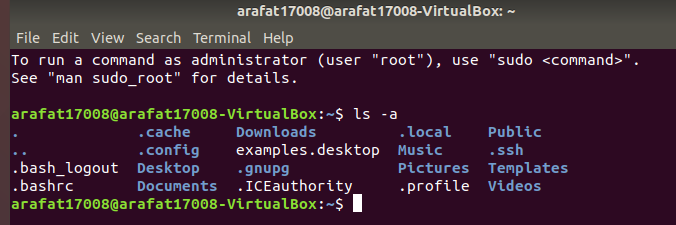 arafat17008@arafat17008-VirtualBox: ~
File Edit View Search Terminal Help
To run a command as administrator (user "root"), use "sudo <command>".
See "man sudo_root" for details.
arafat17008@arafat17008-VirtualBox:~$ ls -a
. .cache Downloads .local Public
.. .config examples.desktop Music .ssh
.bash_logout Desktop .gnupg Pictures Templates
.bashrc Documents .ICEauthority .profile Videos
arafat17008@arafat17008-VirtualBox:~$